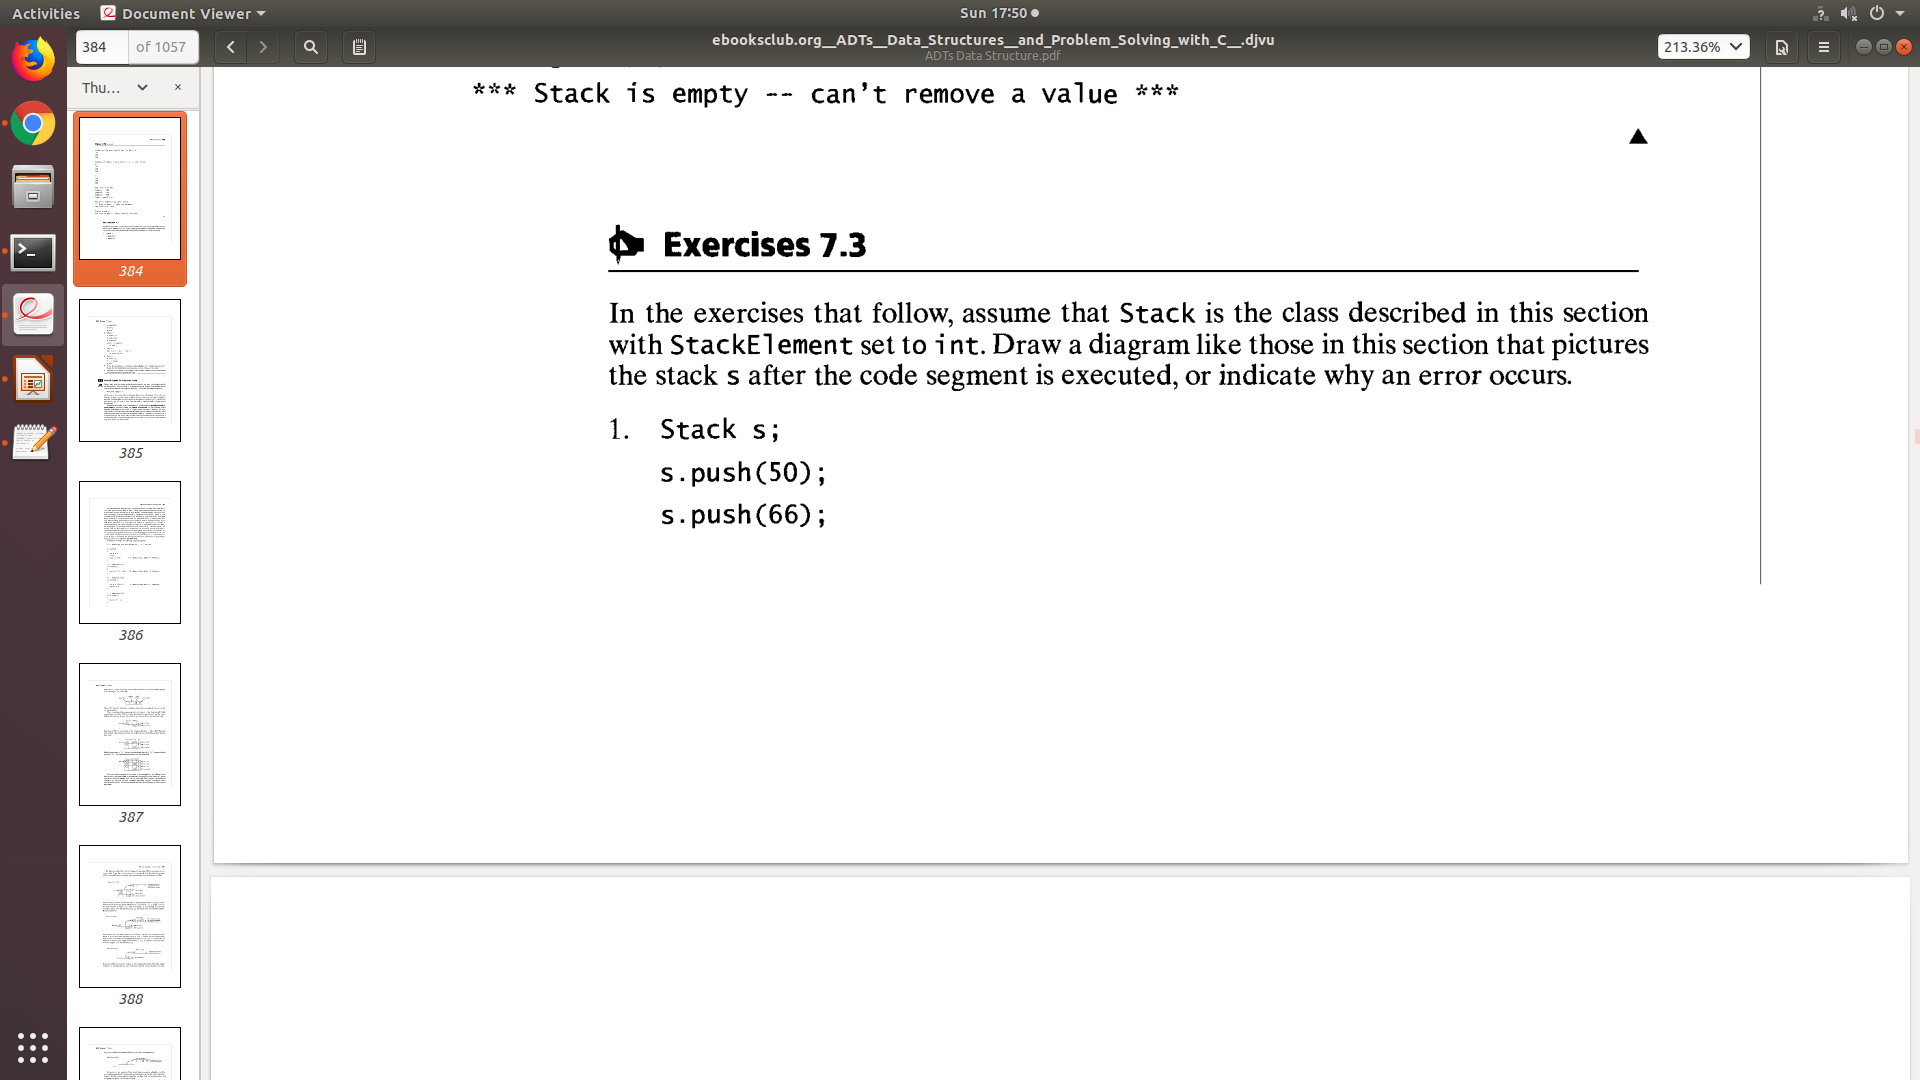 Activities
Document Viewer
Sun 17:50
384
of 1057
ebooksclub.org__ADTs__Data_Structures__and_Problem_Solving_with_C__.djvu
ADTs Data Structure.pdf
213.36%
Thu...
384
385
386
387
388
*** Stack is empty -- can't remove a value ***
Exercises 7.3
In the exercises that follow, assume that Stack is the class described in this section
with StackElement set to int. Draw a diagram like those in this section that pictures
the stack s after the code segment is executed, or indicate why an error occurs.
1. Stack s;
s.push(50);
s.push(66);